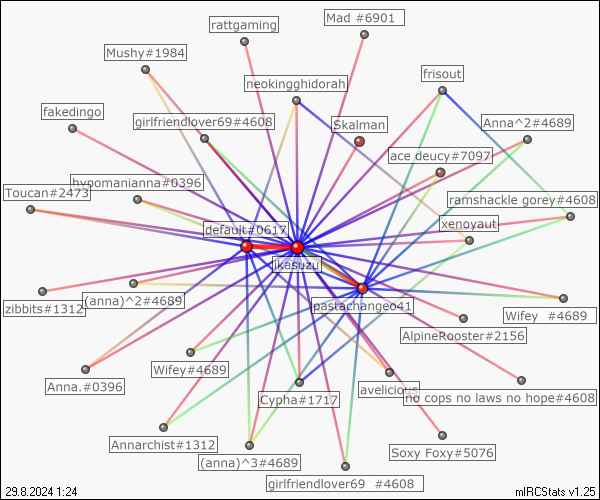 rattgaming
Mad #6901
Mushy#1984
neokingghidorah
frisout
fakedingo
girlfriendlover69#4608
Skalman
Anna^2#4689
ace deucy#7097
Toucan#2473
hypomanianna#0396
ramshackle gorey#4608
default#0617
xenoyaut
jkasuzu
zibbits#1312
(anna)^2#4689
pastachange041
Wifey #4689
AlpineRooster#2156
Wifey#4689
Anna.#0396
Cypha#1717
avelicious
no cops no laws no hope#4608
Annarchist#1312
(anna)^3#4689
Soxy Foxy#5076
girlfriendlover69 #4608
29.8.2024 1:24
mIRCStats v1.25